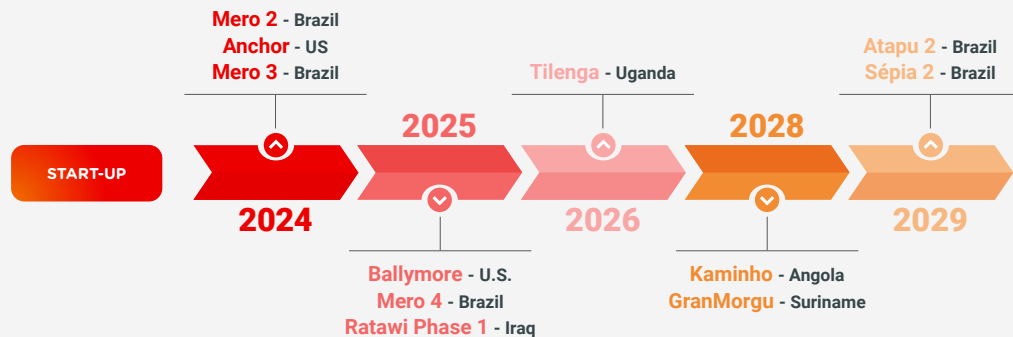 START-UP
Mero 2 - Brazil
Anchor - US
Mero 3 - Brazil
2024
2025
Ballymore - U.S.
Mero 4 - Brazil
Ratawi Phase 1 - Iraq
Tilenga - Uganda
2026
2028
Kaminho - Angola
GranMorgu - Suriname
Atapu 2 - Brazil
Sépia 2 - Brazil
2029